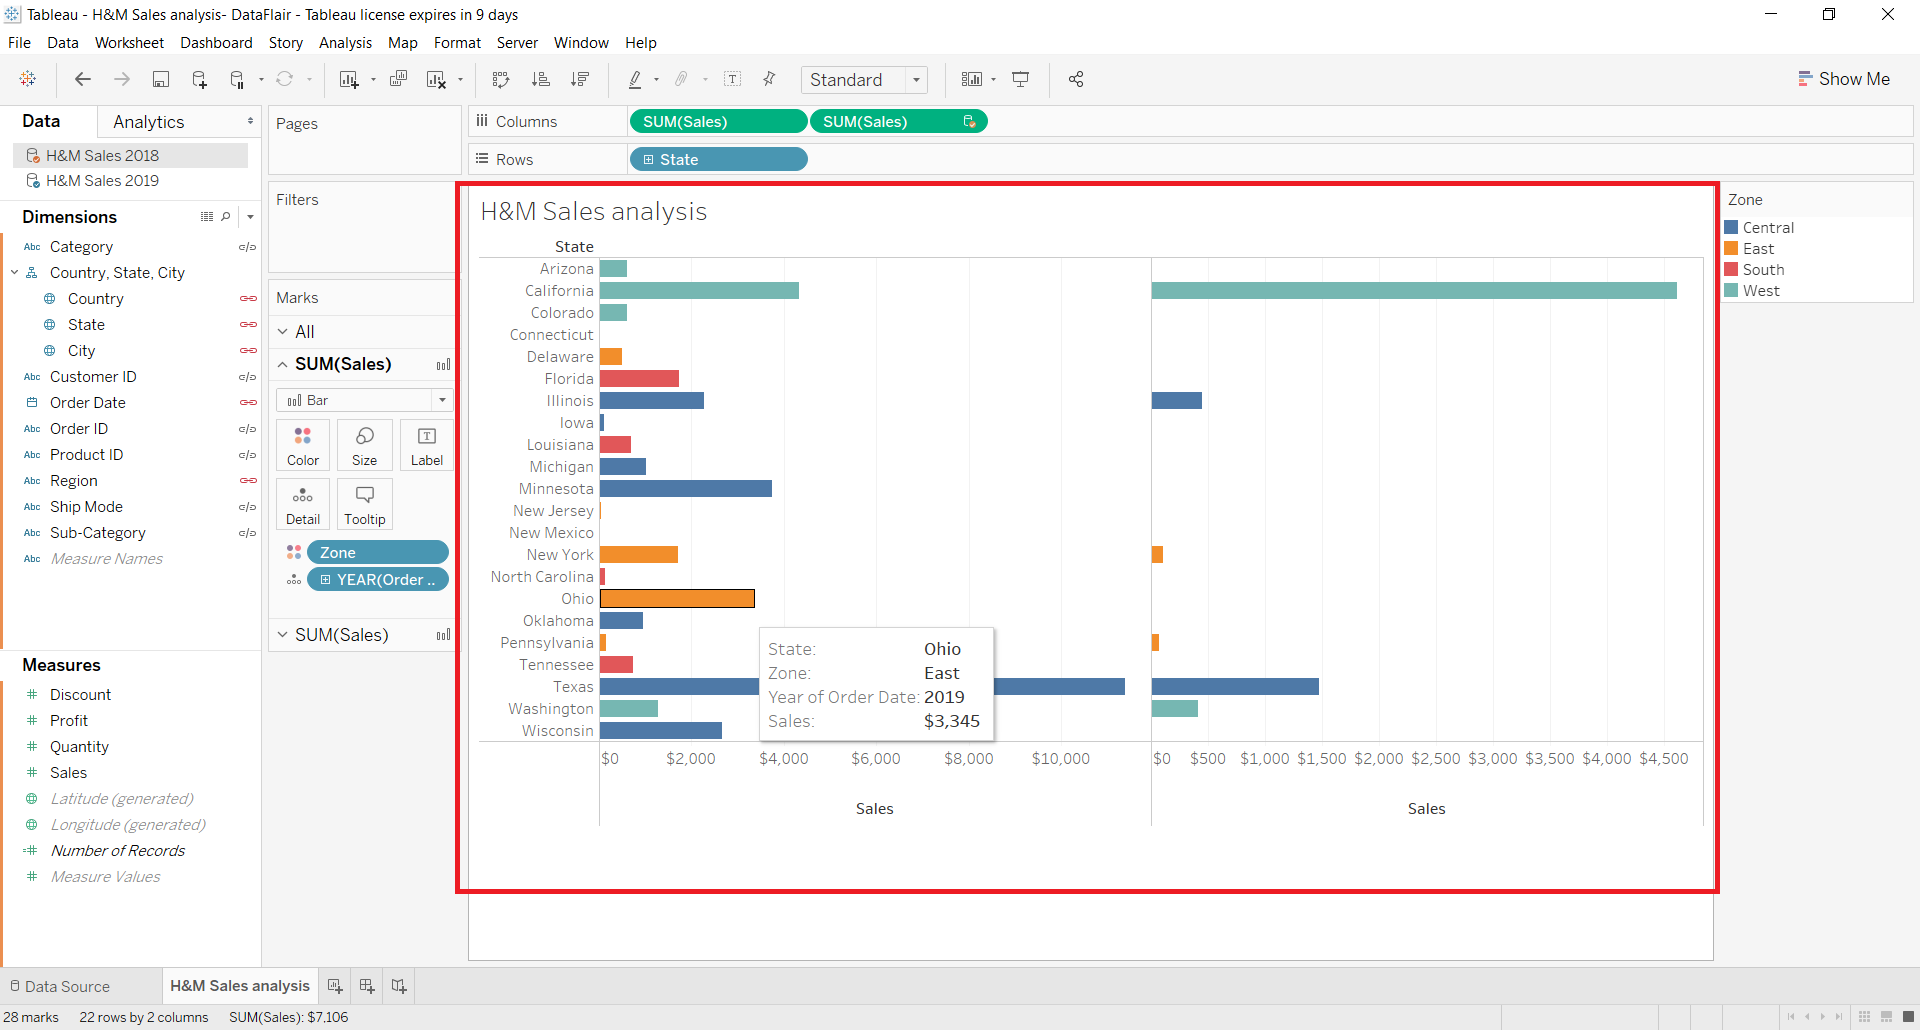 Tableau - H&M Sales analysis- DataFlair - Tableau license expires in 9 days
File Data Worksheet Dashboard Story Analysis Map Format Server Window Help
Standard
Show Me
Data
Analytics
H&M Sales 2018
H&M Sales 2019
Dimensions
Abc Category
Country, State, City
Country
State
City
Abc Customer ID
Order Date
Abc Order ID
Abc Product ID
Abc Region
Abc Ship Mode
Abc Sub-Category
Abc Measure Names
Measures
# Discount
# Profit
# Quantity
# Sales
Latitude (generated)
Longitude (generated)
=# Number of Records
# Measure Values
Pages
Filters
Marks
All
SUM(Sales)
Bar
Color Size Label
Detail Tooltip
Zone
YEAR(Order ..
SUM(Sales)
Columns SUM(Sales) SUM(Sales)
Rows State
H&M Sales analysis
State
Arizona
California
Colorado
Connecticut
Delaware
Florida
Illinois
Iowa
Louisiana
Michigan
Minnesota
New Jersey
New Mexico
New York
North Carolina
Ohio
Oklahoma
Pennsylvania
Tennessee
Texas
Washington
Wisconsin
State: Ohio
Zone: East
Year of Order Date: 2019
Sales: $3,345
$0 $2,000 $4,000 $6,000 $8,000 $10,000
$0 $500 $1,000 $1,500 $2,000 $2,500 $3,000 $3,500 $4,000 $4,500
Sales
Sales
Zone
Central
East
South
West
Data Source
H&M Sales analysis
28 marks 22 rows by 2 columns SUM(Sales): $7,106